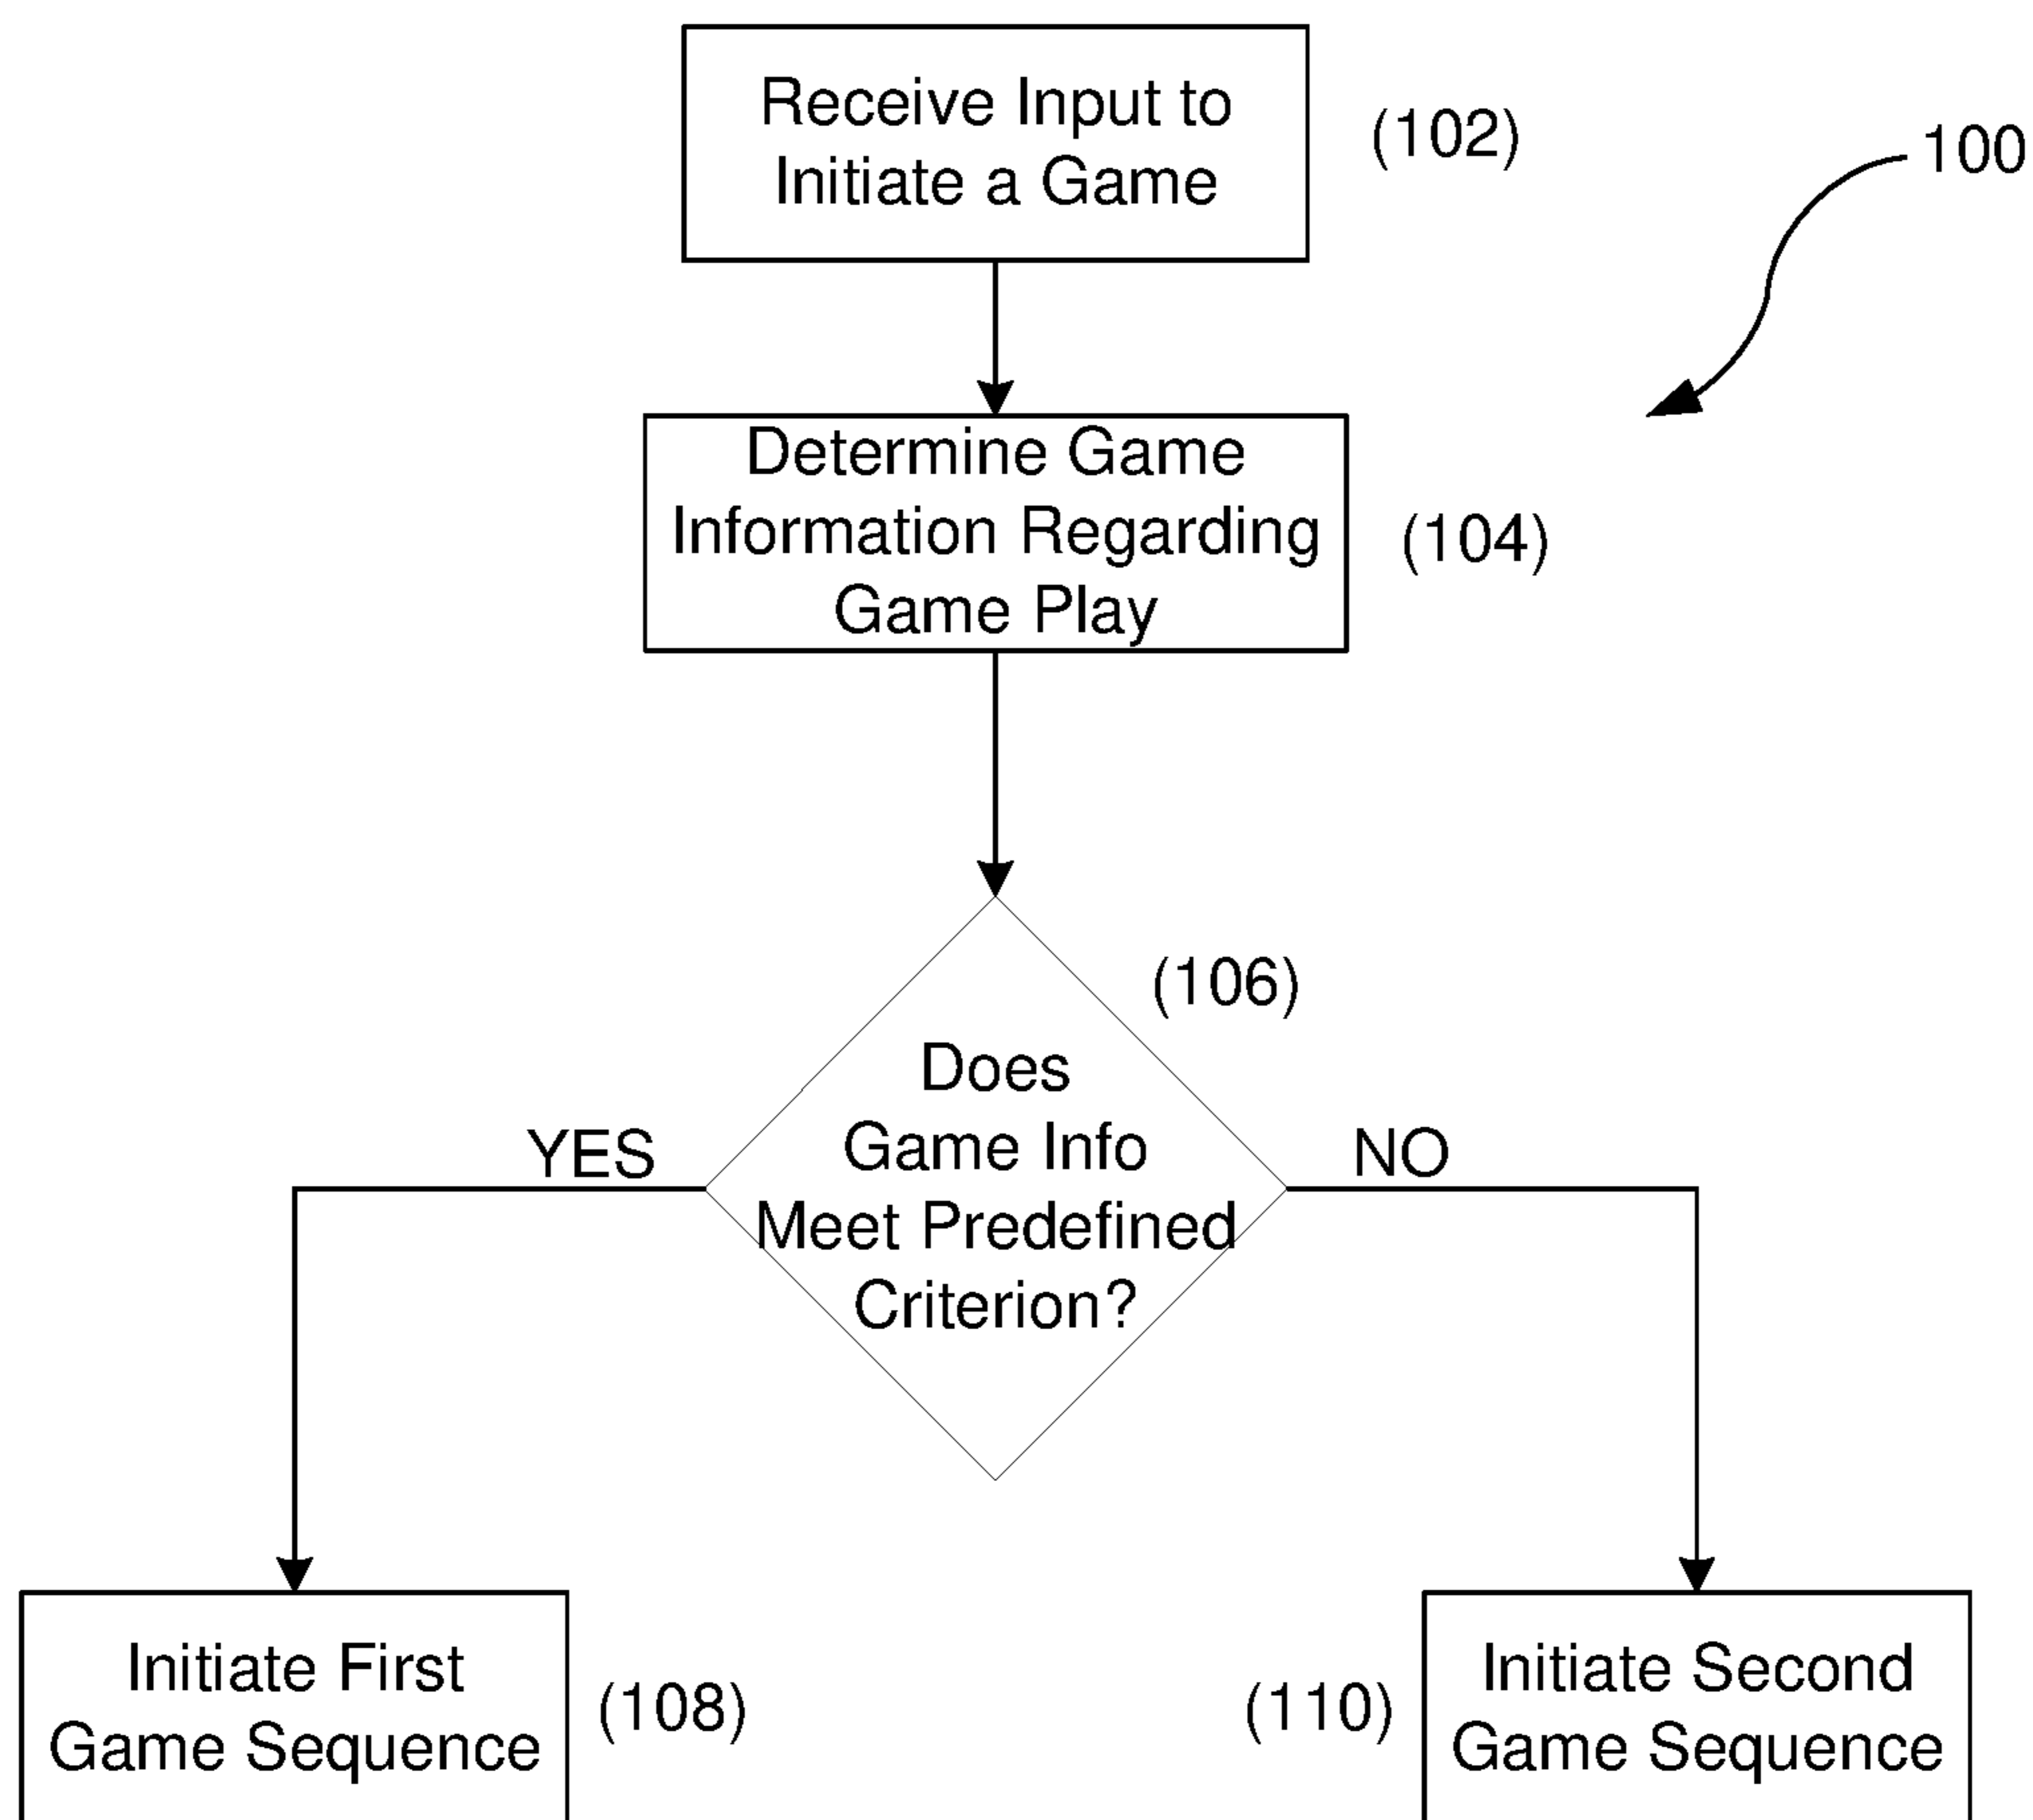 Receive Input to
Initiate a Game
(102)
100
Determine Game
Information Regarding
Game Play
(104)
(106)
Does
Game Info
Meet Predefined
Criterion?
YES
NO
Initiate First
Game Sequence
(108)
(110)
Initiate Second
Game Sequence